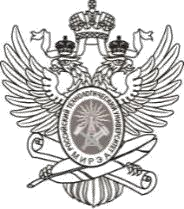 РОССИЙСКИЙ ТЕХНОЛОГИЧЕСКИЙ УНИВЕРСИТЕТ
МИРЭА